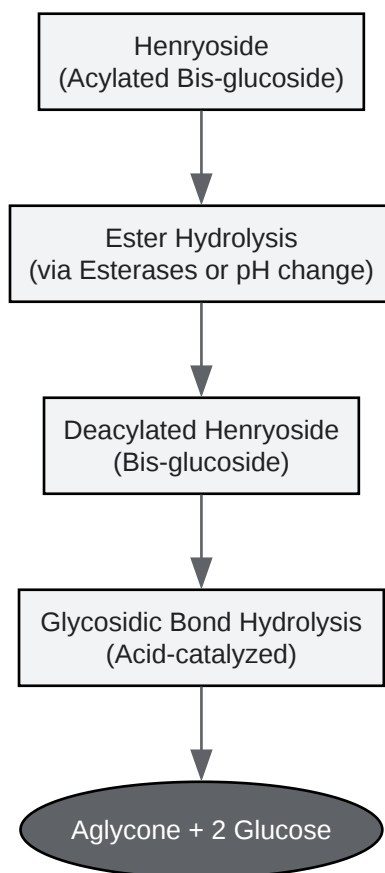 Henryoside
(Acylated Bis-glucoside)
Ester Hydrolysis
(via Esterases or pH change)
Deacylated Henryoside
(Bis-glucoside)
Glycosidic Bond Hydrolysis
(Acid-catalyzed)
Aglycone + 2 Glucose